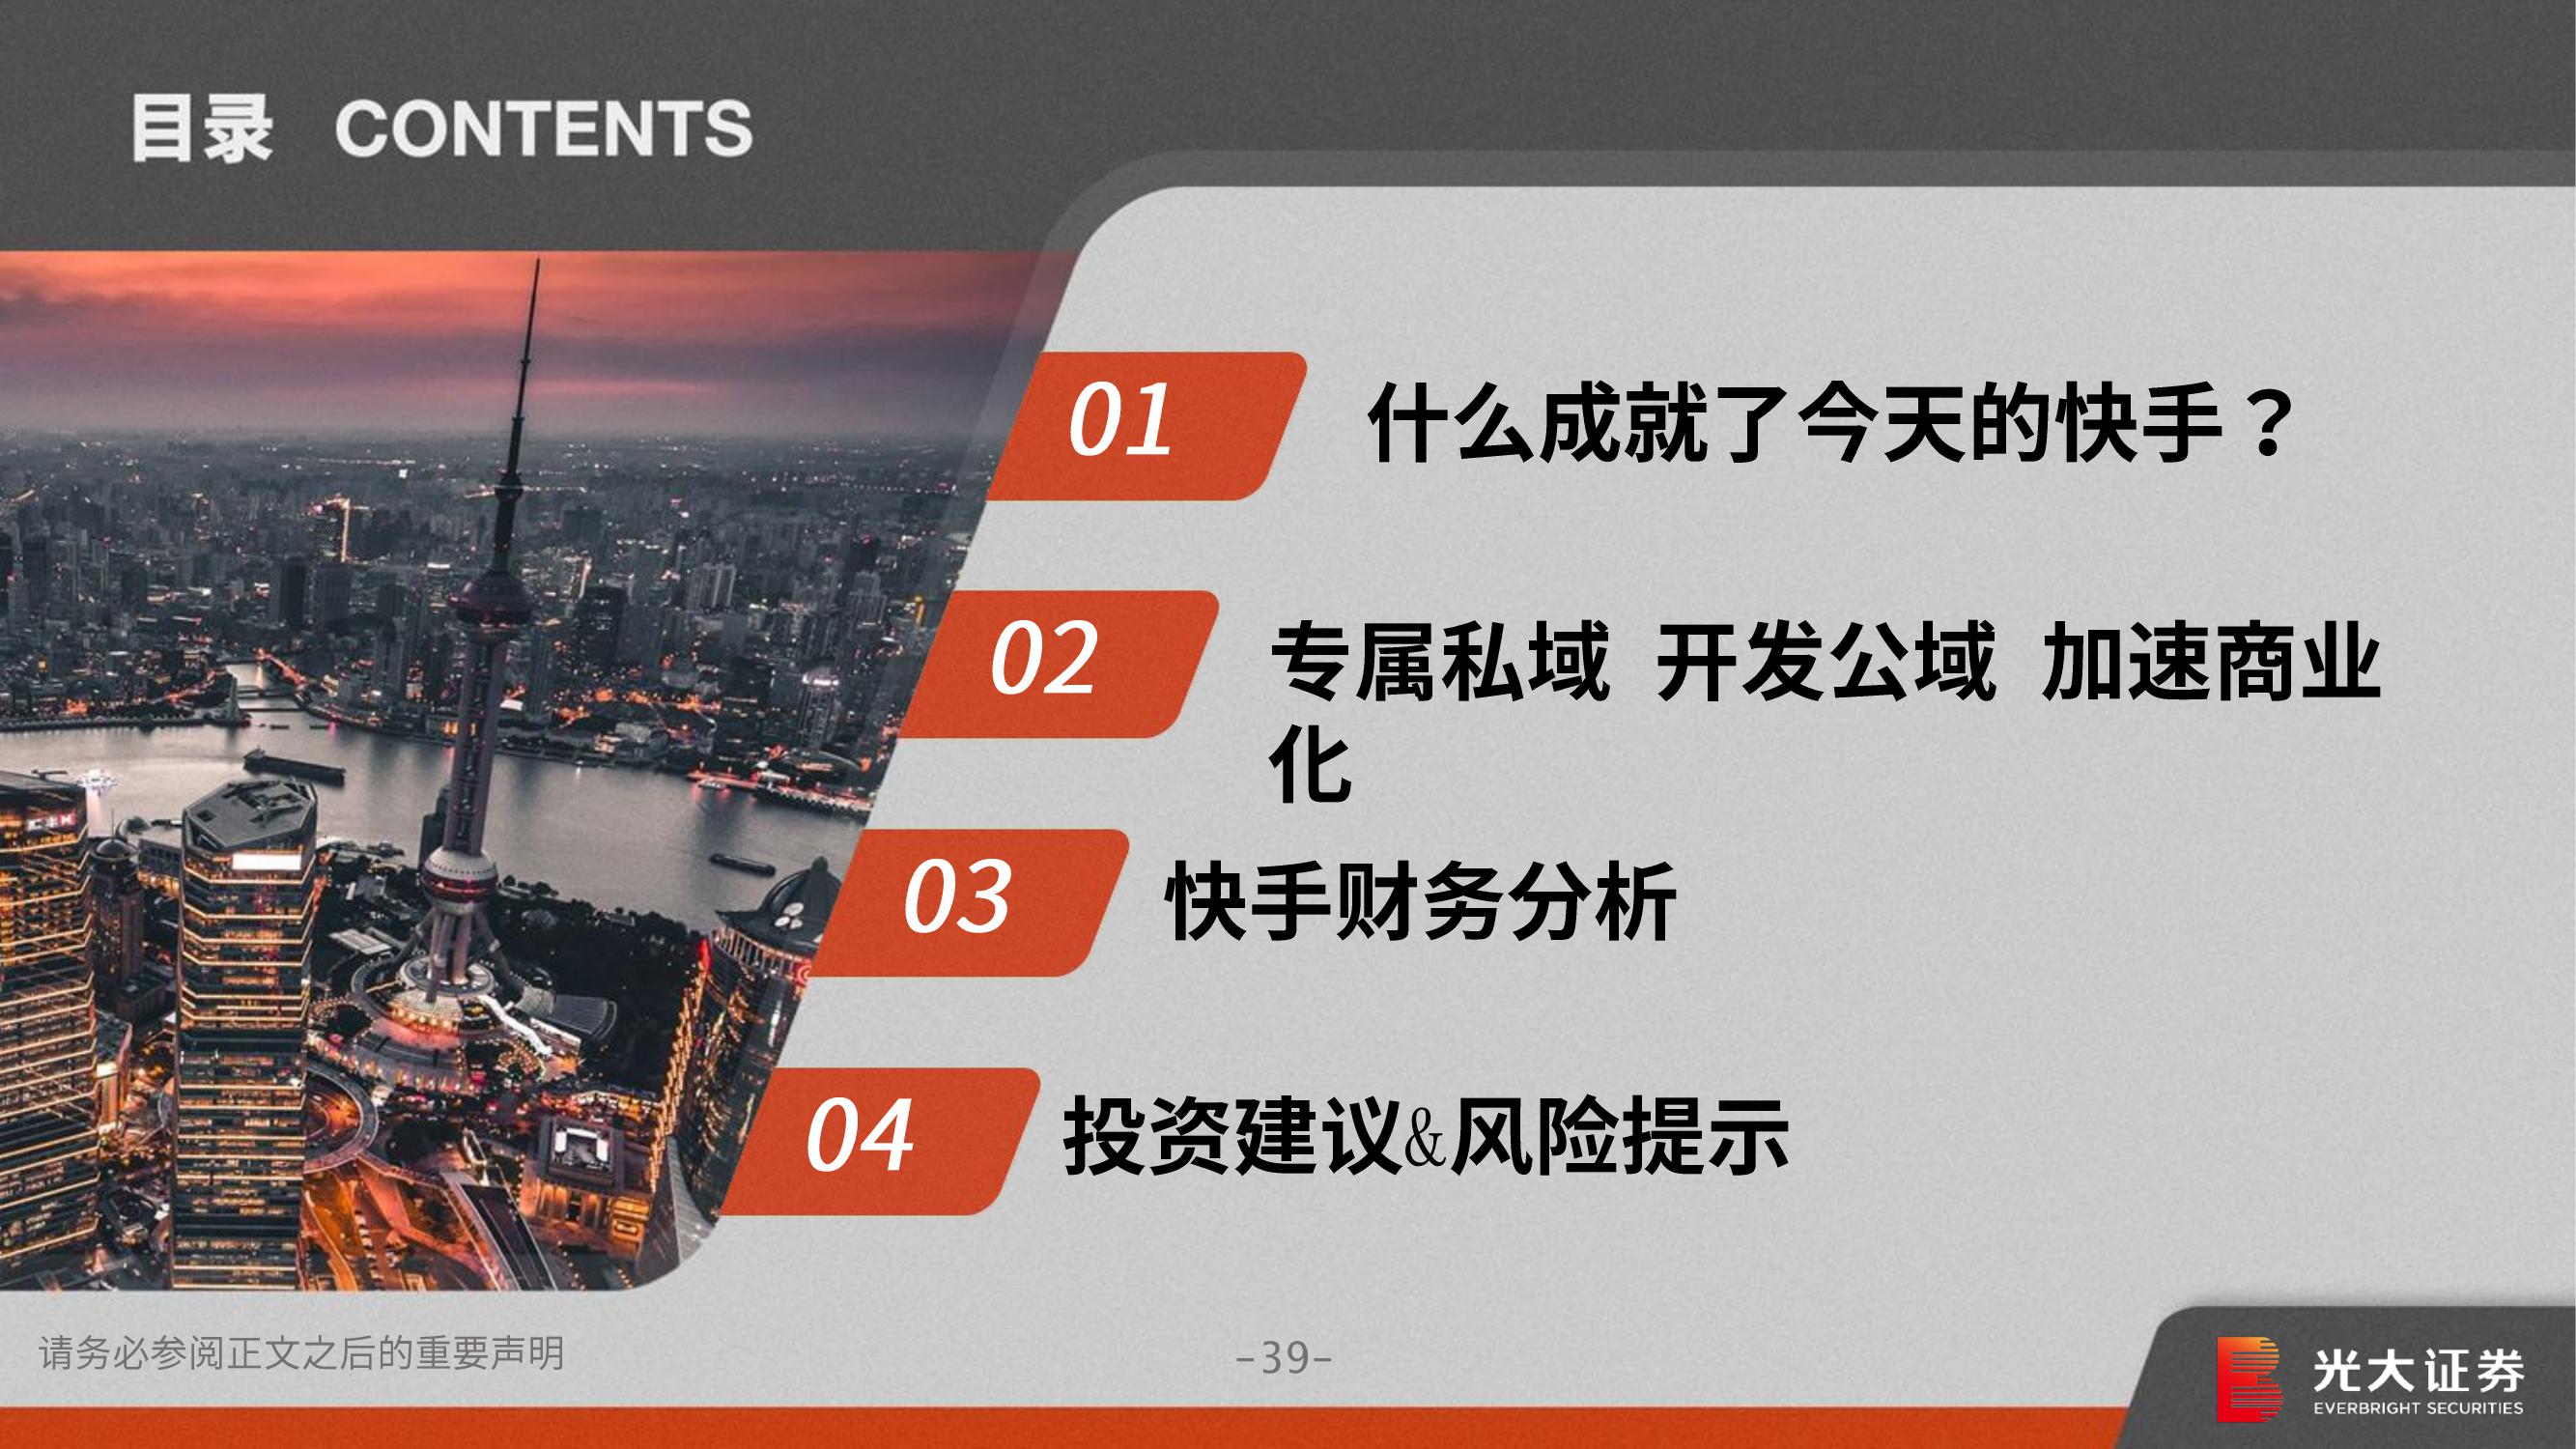 目录 CONTENTS
01 什么成就了今天的快手？
02 专属私域 开发公域 加速商业
化
03 快手财务分析
04 投资建议&风险提示
请务必参阅正文之后的重要声明
-39-
光大证券
EVERBRIGHT SECURITIES